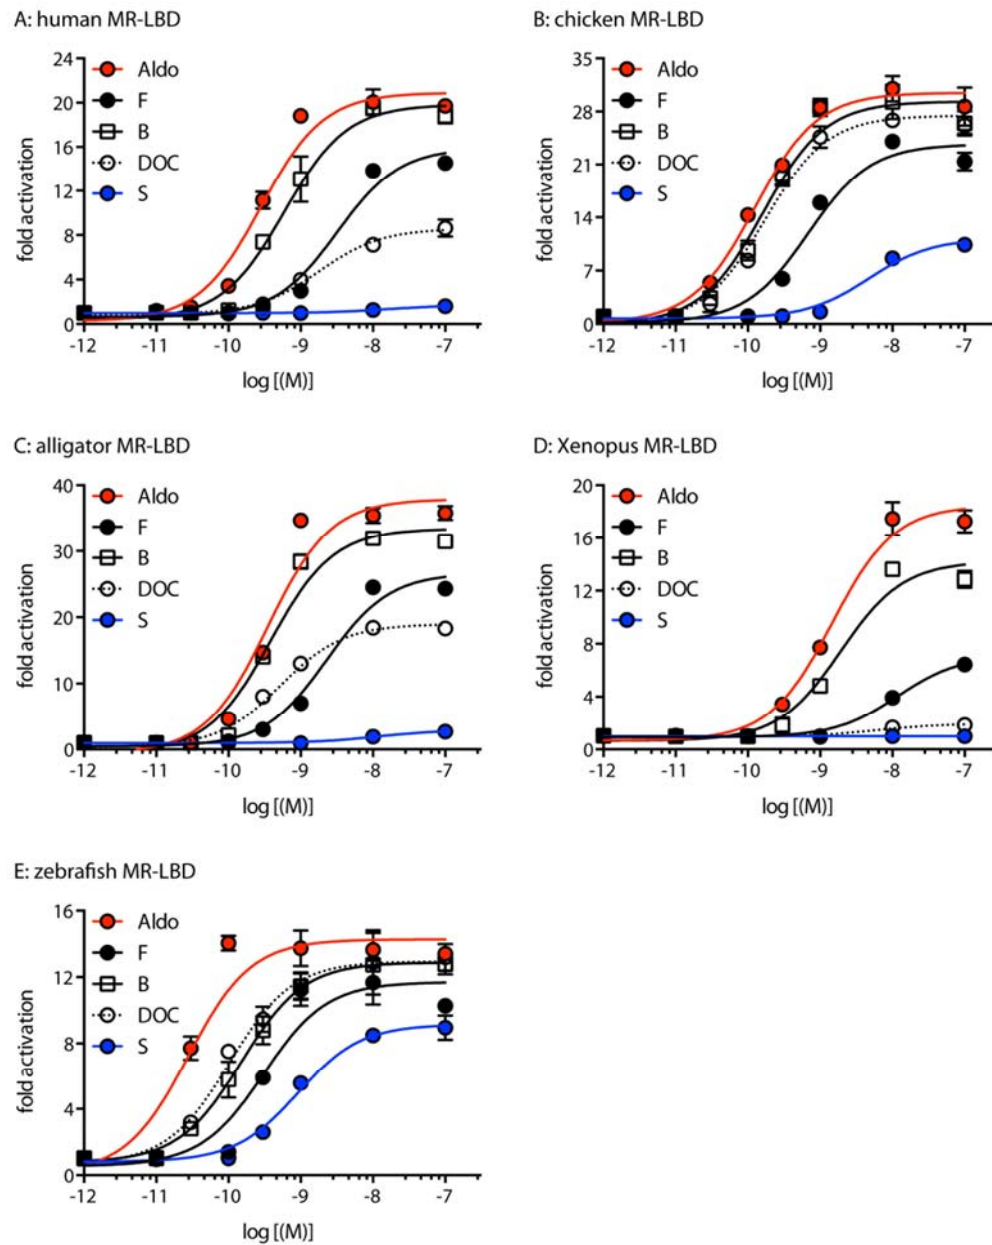 A: human MR-LBD
fold activation
24
20
16
12
8
4
0
Aldo
F
B
DOC
S
-12 -11 -10 -9 -8 -7
log [(M)]
B: chicken MR-LBD
fold activation
35
28
21
14
7
0
Aldo
F
B
DOC
S
-12 -11 -10 -9 -8 -7
log [(M)]
C: alligator MR-LBD
fold activation
40
30
20
10
0
Aldo
F
B
DOC
S
-12 -11 -10 -9 -8 -7
log [(M)]
D: Xenopus MR-LBD
fold activation
20
16
12
8
4
0
Aldo
F
B
DOC
S
-12 -11 -10 -9 -8 -7
log [(M)]
E: zebrafish MR-LBD
fold activation
16
12
8
4
0
Aldo
F
B
DOC
S
-12 -11 -10 -9 -8 -7
log [(M)]